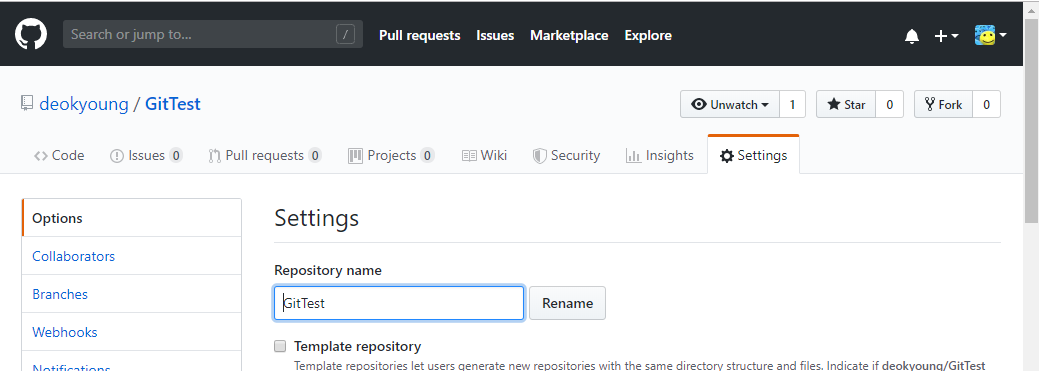 Search or jump to... / Pull requests Issues Marketplace Explore
deokyoung / GitTest Unwatch 1 Star 0 Fork 0
Code Issues 0 Pull requests 0 Projects 0 Wiki Security Insights Settings
Options
Settings
Collaborators
Repository name
Branches
GitTest Rename
Webhooks
Template repository
Notifications
Template repositories let users generate new repositories with the same directory structure and files. Indicate if deokyoung/GitTest